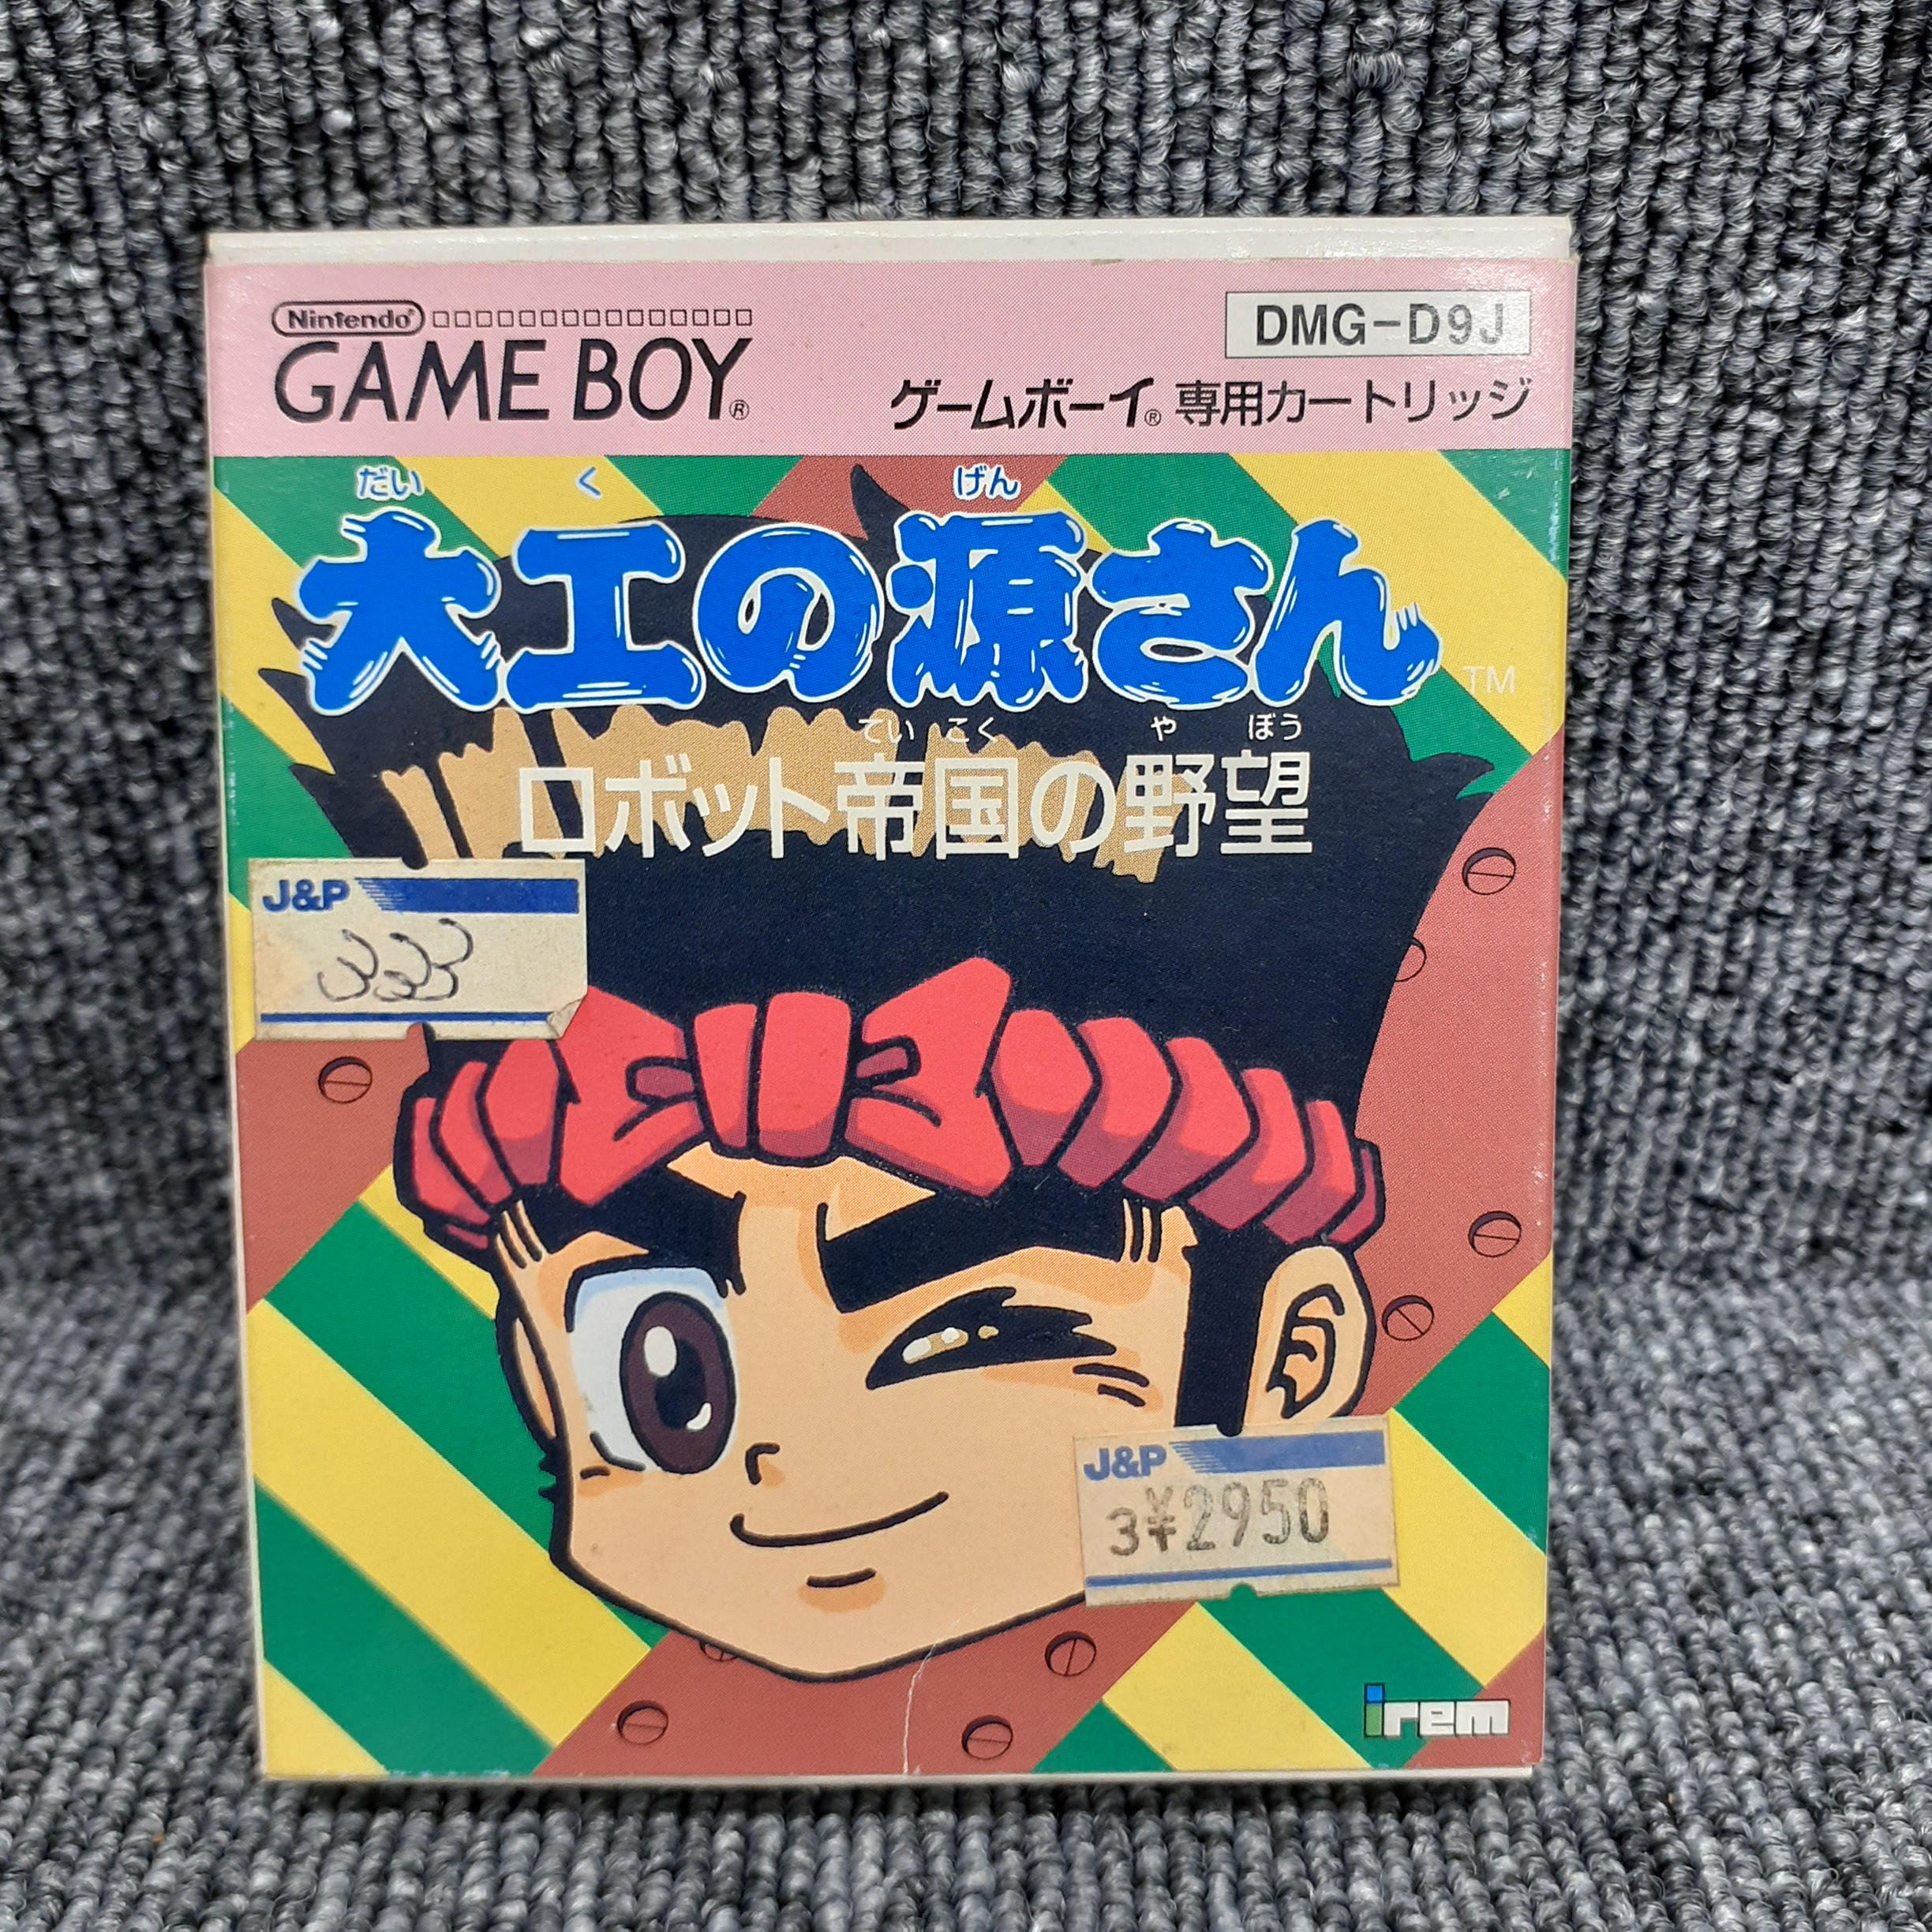 Nintendo®
GAME BOY®
DMG-D9J
ゲームボーイ® 専用カートリッジ
だい く げん
大工の源さん
TM
てい こく や ぼう
ロボット帝国の野望
J&P
J&P
3¥2950
irem